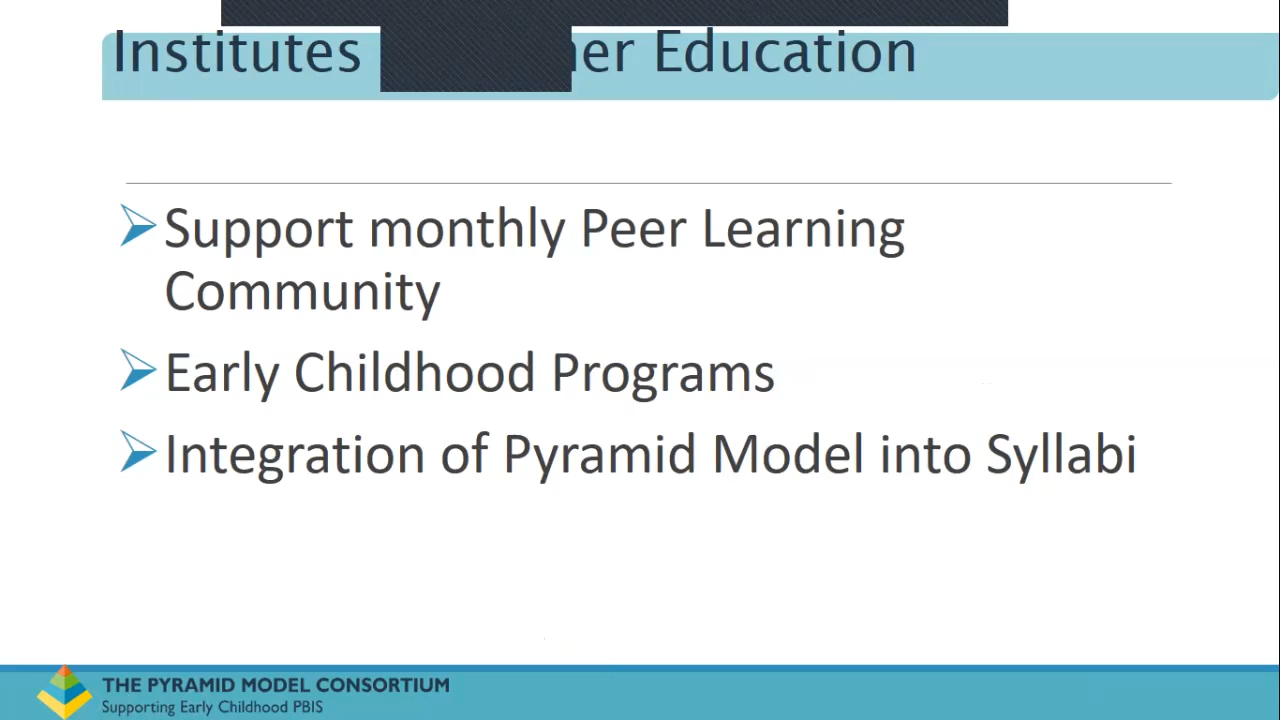 Institutes Education
Support monthly Peer Learning
Community
Early Childhood Programs
Integration of Pyramid Model into Syllabi
THE PYRAMID MODEL CONSORTIUM
Supporting Early Childhood PBIS